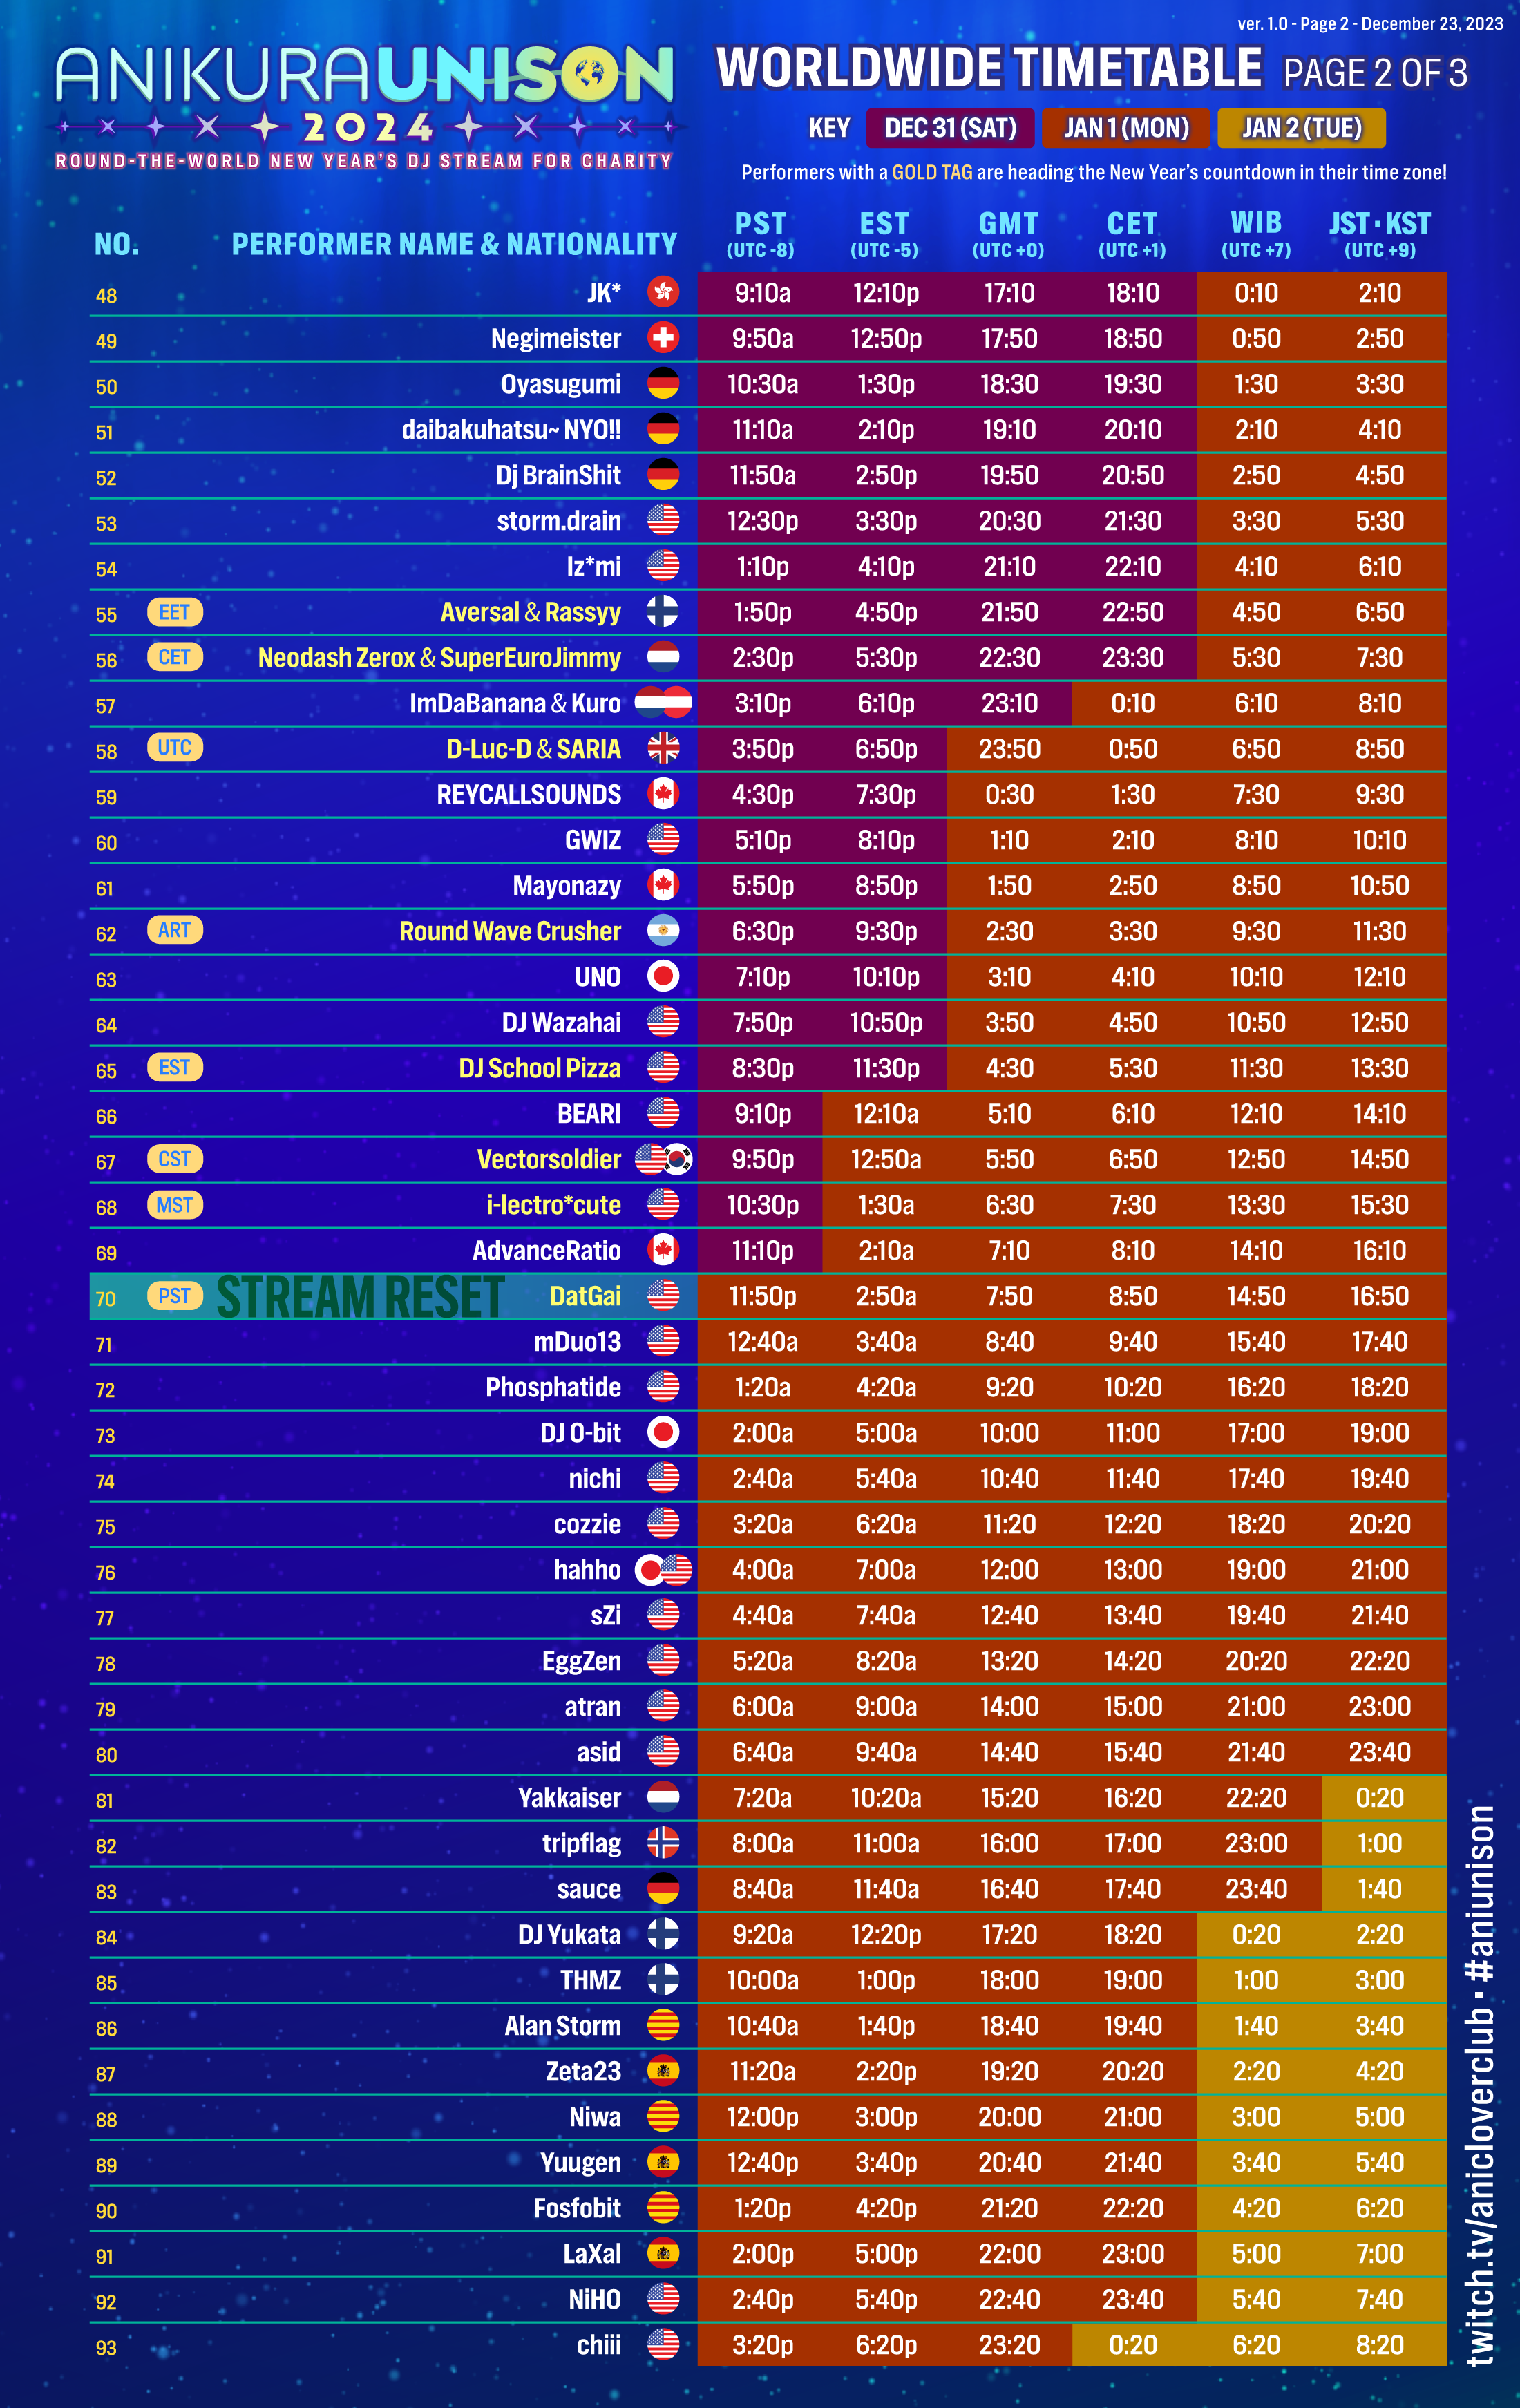 ver. 1.0 - Page 2 - December 23, 2023
ANIKURAUNISON
2024
ROUND-THE-WORLD NEW YEAR'S DJ STREAM FOR CHARITY
WORLDWIDE TIMETABLE PAGE 2 OF 3
KEY DEC 31 (SAT) JAN 1 (MON) JAN 2 (TUE)
Performers with a GOLD TAG are heading the New Year's countdown in their time zone!
NO. PERFORMER NAME & NATIONALITY PST EST GMT CET WIB JST・KST
(UTC -8) (UTC -5) (UTC +0) (UTC +1) (UTC +7) (UTC +9)
48 JK* 9:10a 12:10p 17:10 18:10 0:10 2:10
49 Negimeister 9:50a 12:50p 17:50 18:50 0:50 2:50
50 Oyasugumi 10:30a 1:30p 18:30 19:30 1:30 3:30
51 daibakuhatsu~ NYO!! 11:10a 2:10p 19:10 20:10 2:10 4:10
52 Dj BrainShit 11:50a 2:50p 19:50 20:50 2:50 4:50
53 storm.drain 12:30p 3:30p 20:30 21:30 3:30 5:30
54 Iz*mi 1:10p 4:10p 21:10 22:10 4:10 6:10
55 EET Aversal & Rassyy 1:50p 4:50p 21:50 22:50 4:50 6:50
56 CET Neodash Zerox & SuperEuroJimmy 2:30p 5:30p 22:30 23:30 5:30 7:30
57 ImDaBanana & Kuro 3:10p 6:10p 23:10 0:10 6:10 8:10
58 UTC D-Luc-D & SARIA 3:50p 6:50p 23:50 0:50 6:50 8:50
59 REYCALLSOUNDS 4:30p 7:30p 0:30 1:30 7:30 9:30
60 GWIZ 5:10p 8:10p 1:10 2:10 8:10 10:10
61 Mayonazy 5:50p 8:50p 1:50 2:50 8:50 10:50
62 ART Round Wave Crusher 6:30p 9:30p 2:30 3:30 9:30 11:30
63 UNO 7:10p 10:10p 3:10 4:10 10:10 12:10
64 DJ Wazahai 7:50p 10:50p 3:50 4:50 10:50 12:50
65 EST DJ School Pizza 8:30p 11:30p 4:30 5:30 11:30 13:30
66 BEARI 9:10p 12:10a 5:10 6:10 12:10 14:10
67 CST Vectorsoldier 9:50p 12:50a 5:50 6:50 12:50 14:50
68 MST i-lectro*cute 10:30p 1:30a 6:30 7:30 13:30 15:30
69 AdvanceRatio 11:10p 2:10a 7:10 8:10 14:10 16:10
70 PST STREAM RESET DatGai 11:50p 2:50a 7:50 8:50 14:50 16:50
71 mDuo13 12:40a 3:40a 8:40 9:40 15:40 17:40
72 Phosphatide 1:20a 4:20a 9:20 10:20 16:20 18:20
73 DJ 0-bit 2:00a 5:00a 10:00 11:00 17:00 19:00
74 nichi 2:40a 5:40a 10:40 11:40 17:40 19:40
75 cozzie 3:20a 6:20a 11:20 12:20 18:20 20:20
76 hahho 4:00a 7:00a 12:00 13:00 19:00 21:00
77 sZi 4:40a 7:40a 12:40 13:40 19:40 21:40
78 EggZen 5:20a 8:20a 13:20 14:20 20:20 22:20
79 atran 6:00a 9:00a 14:00 15:00 21:00 23:00
80 asid 6:40a 9:40a 14:40 15:40 21:40 23:40
81 Yakkaiser 7:20a 10:20a 15:20 16:20 22:20 0:20
82 tripflag 8:00a 11:00a 16:00 17:00 23:00 1:00
83 sauce 8:40a 11:40a 16:40 17:40 23:40 1:40
84 DJ Yukata 9:20a 12:20p 17:20 18:20 0:20 2:20
85 THMZ 10:00a 1:00p 18:00 19:00 1:00 3:00
86 Alan Storm 10:40a 1:40p 18:40 19:40 1:40 3:40
87 Zeta23 11:20a 2:20p 19:20 20:20 2:20 4:20
88 Niwa 12:00p 3:00p 20:00 21:00 3:00 5:00
89 Yuugen 12:40p 3:40p 20:40 21:40 3:40 5:40
90 Fosfobit 1:20p 4:20p 21:20 22:20 4:20 6:20
91 LaXal 2:00p 5:00p 22:00 23:00 5:00 7:00
92 NiHO 2:40p 5:40p 22:40 23:40 5:40 7:40
93 chiii 3:20p 6:20p 23:20 0:20 6:20 8:20
twitch.tv/anicloverclub · #aniunison